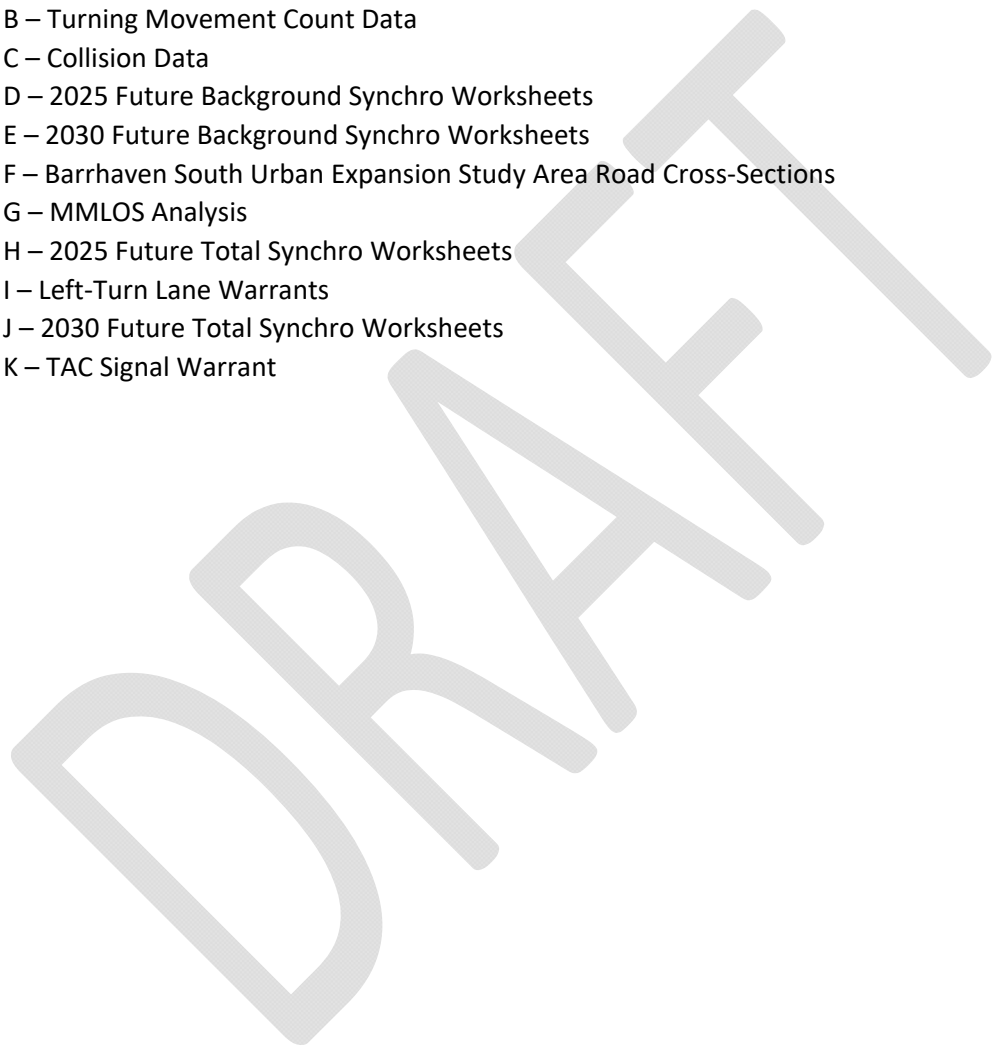 B – Turning Movement Count Data
C – Collision Data
D – 2025 Future Background Synchro Worksheets
E – 2030 Future Background Synchro Worksheets
F – Barrhaven South Urban Expansion Study Area Road Cross-Sections
G – MMLOS Analysis
H – 2025 Future Total Synchro Worksheets
I – Left-Turn Lane Warrants
J – 2030 Future Total Synchro Worksheets
K – TAC Signal Warrant
DRAFT